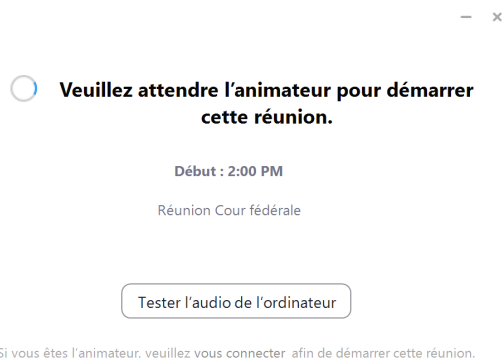 Veuillez attendre l’animateur pour démarrer
cette réunion.
Début : 2:00 PM
Réunion Cour fédérale
Tester l’audio de l’ordinateur
Si vous êtes l’animateur, veuillez vous connecter afin de démarrer cette réunion.